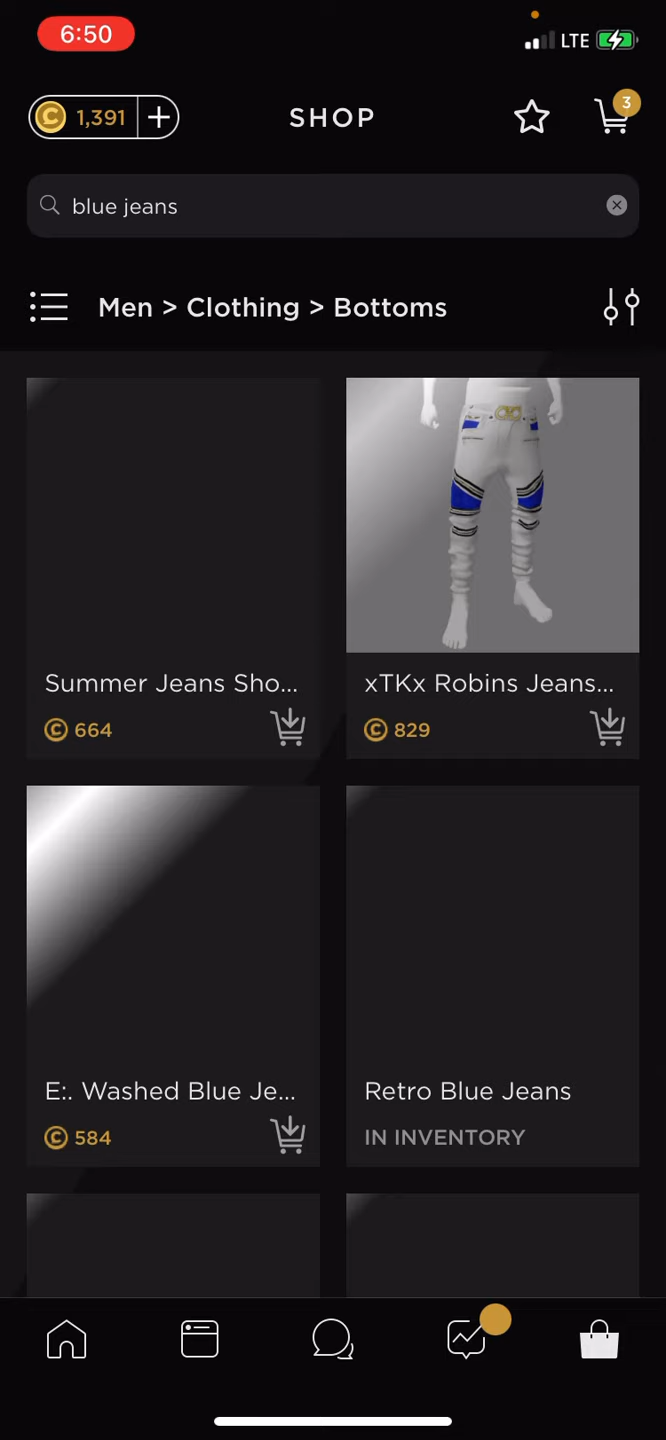 6:50
LTE
1,391
SHOP
3
blue jeans
Men > Clothing > Bottoms
Summer Jeans Sho...
664
xTKx Robins Jeans...
829
E:. Washed Blue Je...
584
Retro Blue Jeans
IN INVENTORY